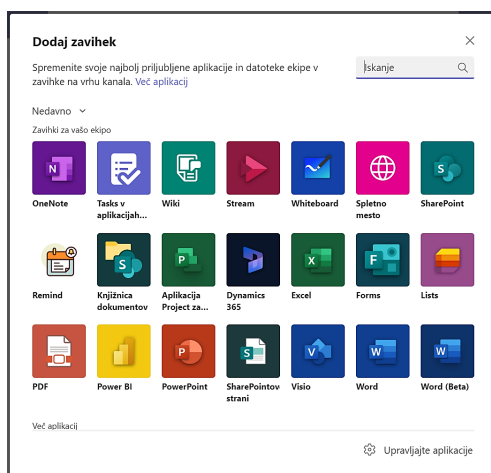 Dodaj zavihek
Spremenite svoje najbolj priljubljene aplikacije in datoteke ekipe v
zavihke na vrhu kanala. Več aplikacij
Iskanje
Nedavno
Zavihki za vašo ekipo
OneNote
Tasks v
aplikacijah...
Wiki
Stream
Whiteboard
Spletno
mesto
SharePoint
Remind
Knjižnica
dokumentov
Aplikacija
Project za...
Dynamics
365
Excel
Forms
Lists
PDF
Power BI
PowerPoint
SharePointov
strani
Visio
Word
Word (Beta)
Več aplikacij
Upravljajte aplikacije